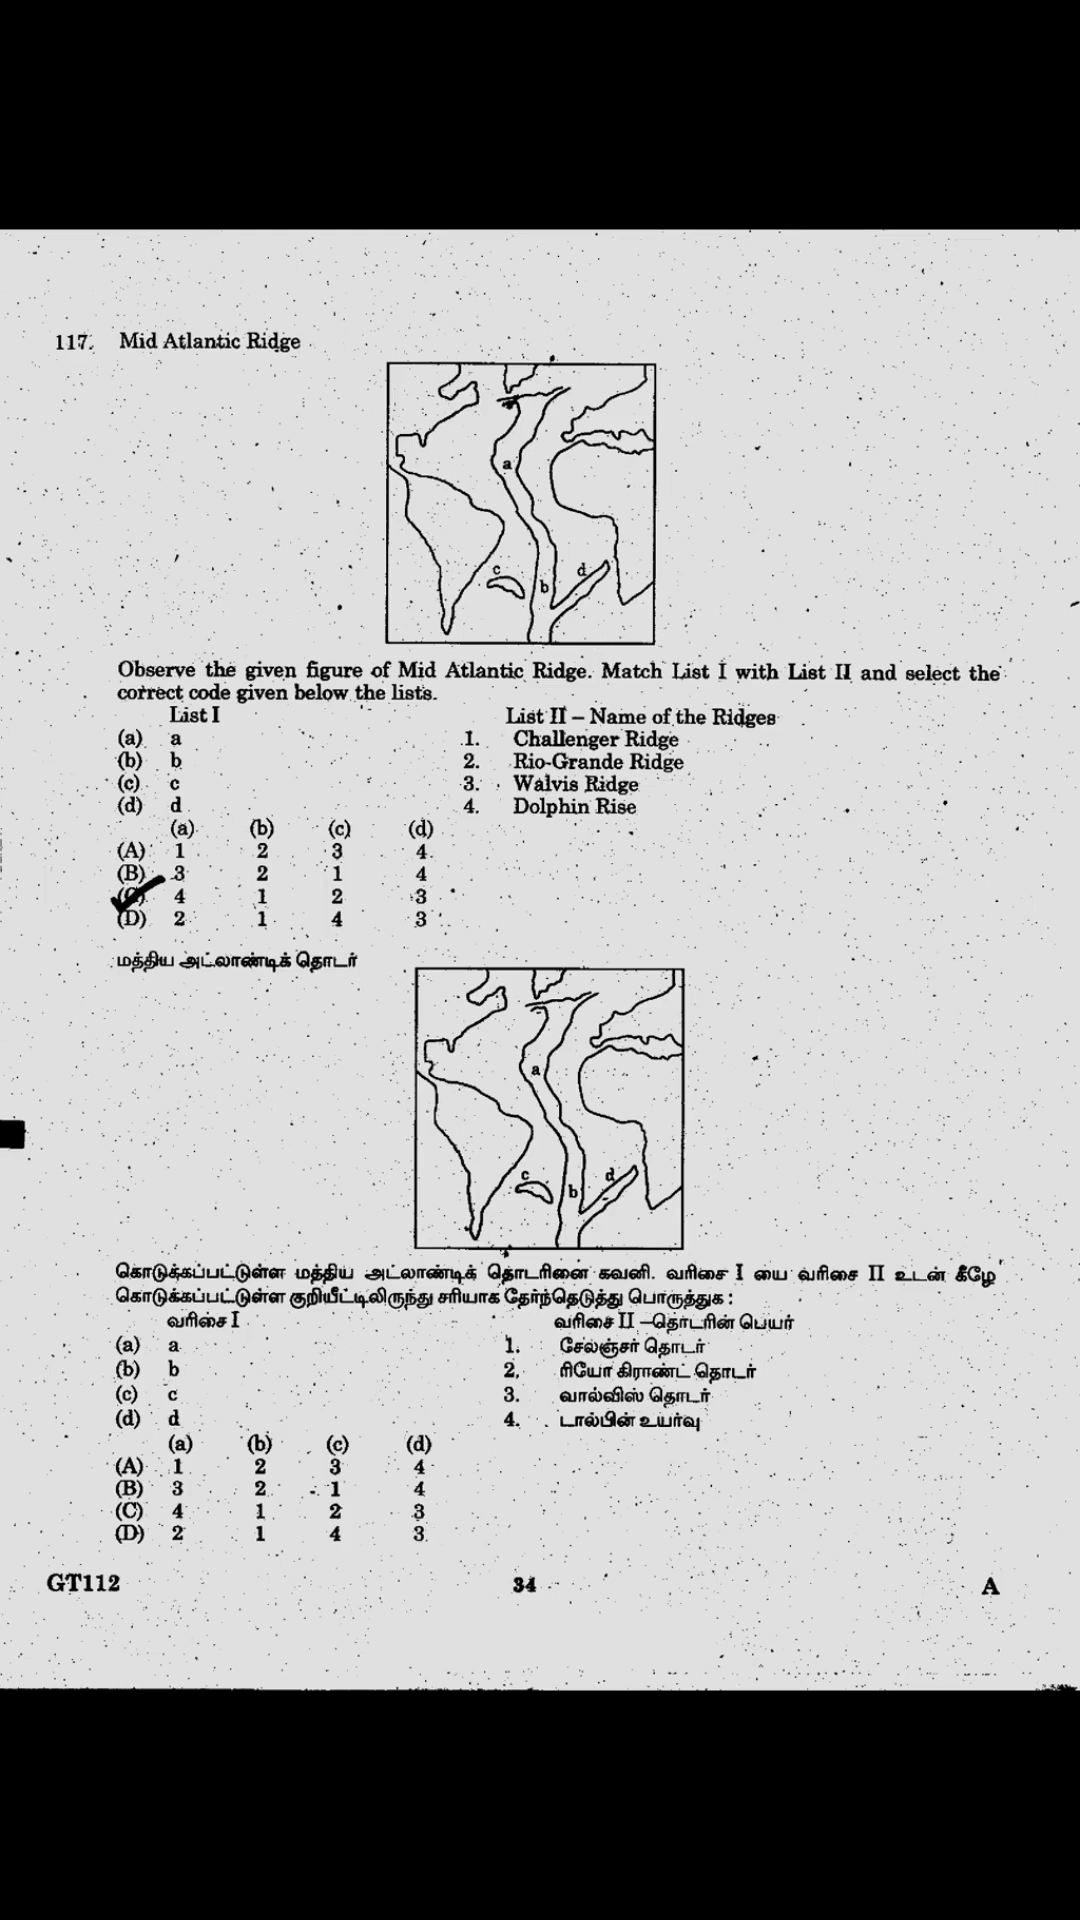 117. Mid Atlantic Ridge
a
c
b
d
Observe the given figure of Mid Atlantic Ridge. Match List I with List II and select the
correct code given below the lists.
List I List II – Name of the Ridges
(a) a 1. Challenger Ridge
(b) b 2. Rio-Grande Ridge
(c) c 3. Walvis Ridge
(d) d 4. Dolphin Rise
(a) (b) (c) (d)
(A) 1 2 3 4
(B) 3 2 1 4
(C) 4 1 2 3
(D) 2 1 4 3
மத்திய அட்லாண்டிக் தொடர்
a
c
b
d
கொடுக்கப்பட்டுள்ள மத்திய அட்லாண்டிக் தொடரினை கவனி. வரிசை I யை வரிசை II உடன் கீழே
கொடுக்கப்பட்டுள்ள குறியீட்டிலிருந்து சரியாக தேர்ந்தெடுத்து பொருத்துக :
வரிசை I வரிசை II –தொடரின் பெயர்
(a) a 1. சேலஞ்சர் தொடர்
(b) b 2, ரியோ கிராண்ட் தொடர்
(c) c 3. வால்விஸ் தொடர்
(d) d 4. டால்பின் உயர்வு
(a) (b) (c) (d)
(A) 1 2 3 4
(B) 3 2 1 4
(C) 4 1 2 3
(D) 2 1 4 3
GT112 34 A